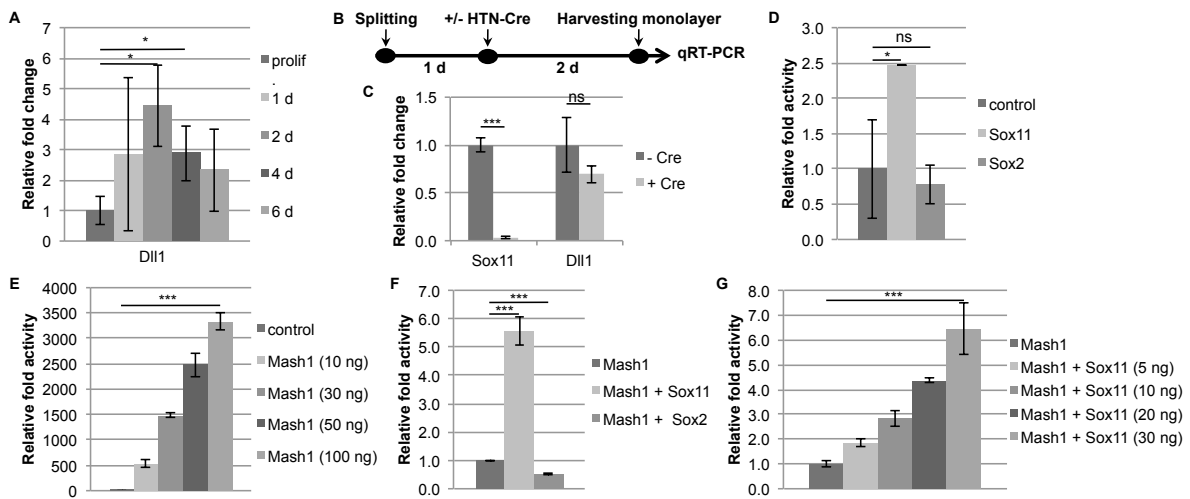 A
Relative fold change
7
6
5
4
3
2
1
0
*
*
Dll1
prolif
.
1 d
2 d
4 d
6 d
B
Splitting
+/- HTN-Cre
Harvesting monolayer
1 d
2 d
qRT-PCR
C
Relative fold change
1.5
1.0
0.5
0.0
***
ns
Sox11
Dll1
- Cre
+ Cre
D
Relative fold activity
3.0
2.5
2.0
1.5
1.0
0.5
0.0
ns
*
control
Sox11
Sox2
E
Relative fold activity
4000
3500
3000
2500
2000
1500
1000
500
0
***
control
Mash1 (10 ng)
Mash1 (30 ng)
Mash1 (50 ng)
Mash1 (100 ng)
F
Relative fold activity
7.0
6.0
5.0
4.0
3.0
2.0
1.0
0.0
***
***
Mash1
Mash1 + Sox11
Mash1 + Sox2
G
Relative fold activity
8.0
7.0
6.0
5.0
4.0
3.0
2.0
1.0
0.0
***
Mash1
Mash1 + Sox11 (5 ng)
Mash1 + Sox11 (10 ng)
Mash1 + Sox11 (20 ng)
Mash1 + Sox11 (30 ng)